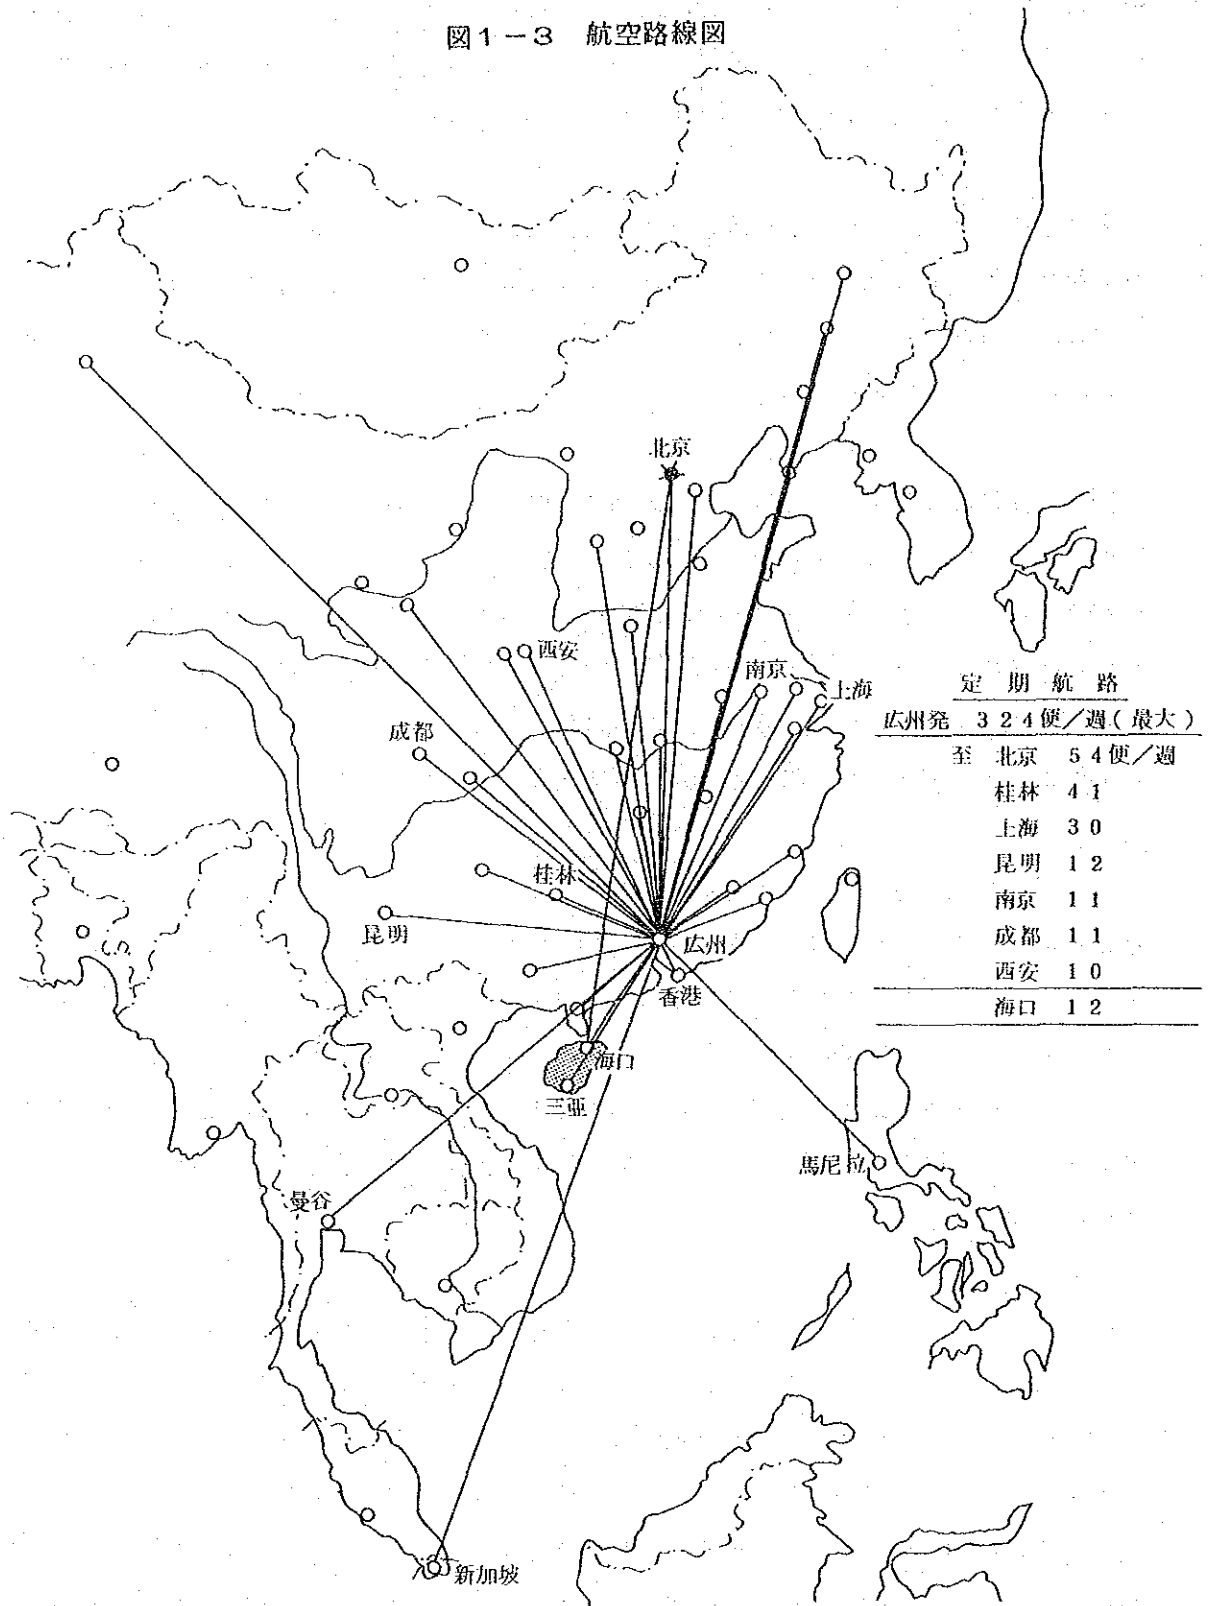 図1-3 航空路線図
北京
西安
南京
上海
成都
桂林
昆明
広州
香港
海口
三亜
馬尼拉
曼谷
新加坡
定期航路
広州発 324便/週(最大)
至 北京 54便/週
桂林 41
上海 30
昆明 12
南京 11
成都 11
西安 10
海口 12